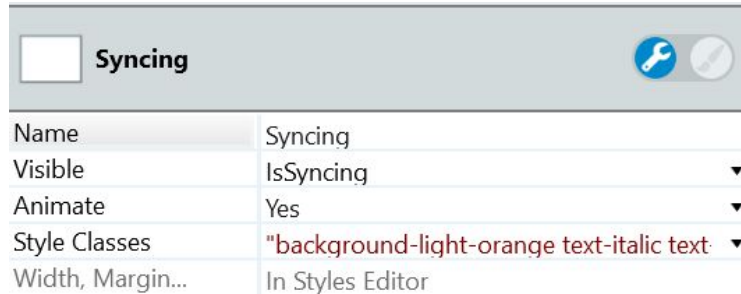 Syncing
Name Syncing
Visible IsSyncing
Animate Yes
Style Classes "background-light-orange text-italic text-
Width, Margin... In Styles Editor